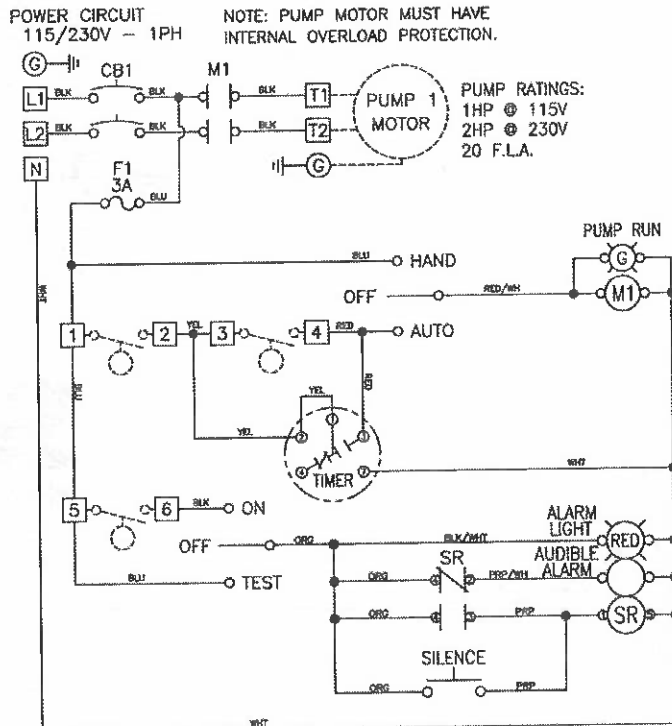 POWER CIRCUIT
115/230V – 1PH
NOTE: PUMP MOTOR MUST HAVE
INTERNAL OVERLOAD PROTECTION.
G
CB1
M1
L1
BLK
BLK
BLK
T1
PUMP 1
MOTOR
PUMP RATINGS:
1HP @ 115V
2HP @ 230V
20 F.L.A.
L2
BLK
BLK
BLK
T2
N
G
F1
3A
BLU
PUMP RUN
BLU
HAND
G
WHT
OFF
RED/WH
M1
1
2
YEL
3
4
RED
AUTO
BLU
YEL
RED
YEL
1
2
3
4
TIMER
WHT
5
6
BLK
ON
ALARM
LIGHT
OFF
ORG
BLK/WHT
RED
AUDIBLE
ALARM
SR
BLU
TEST
ORG
PRP/WH
ORG
PRP
SR
SILENCE
ORG
PRP
WHT